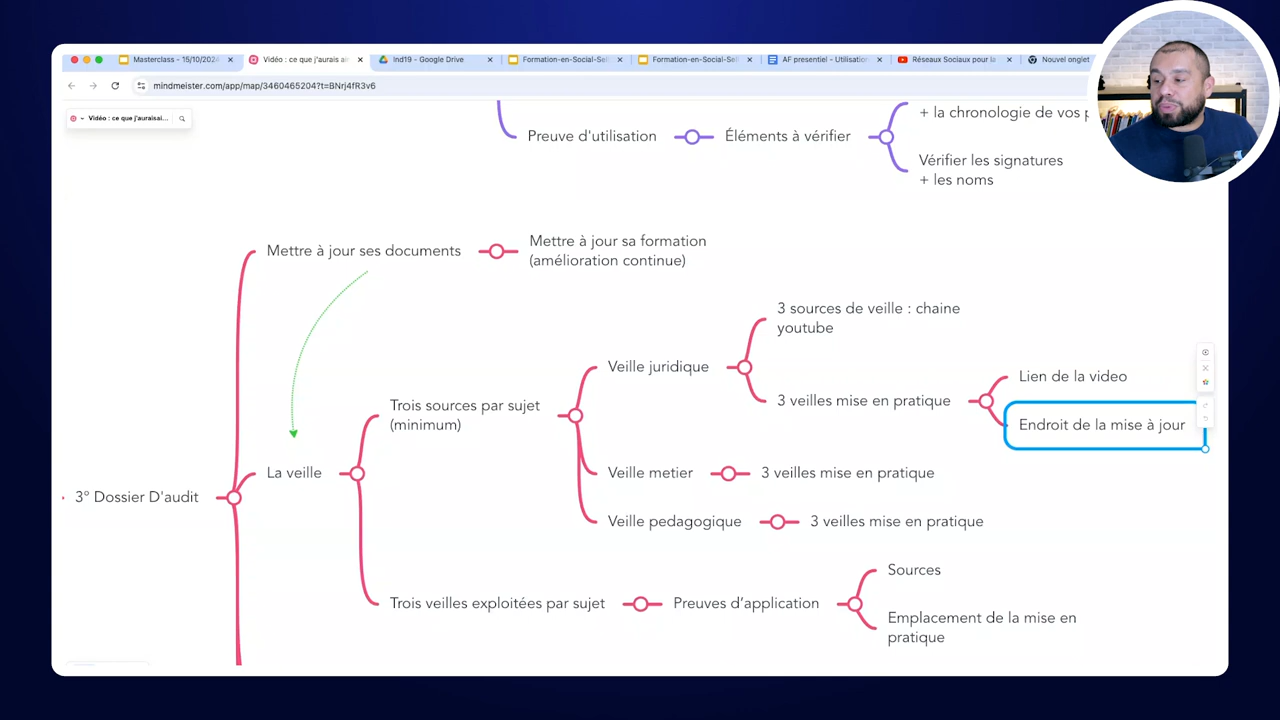 Masterclass - 15/10/202
Vidéo : ce que j'aurais a
Ind19 - Google Drive
Formation-en-Social-Sel
Formation-en-Social-Sel
AF presentiel - Utilisation
Réseaux Sociaux pour la
Nouvel onglet
mindmeister.com/app/map/3460465204?t=BNrj4fR3v6
Vidéo : ce que j'auraisai...
Preuve d'utilisation
Éléments à vérifier
+ la chronologie de vos p
Vérifier les signatures
+ les noms
Mettre à jour ses documents
Mettre à jour sa formation
(amélioration continue)
3 sources de veille : chaine
youtube
Veille juridique
3 veilles mise en pratique
Lien de la video
Endroit de la mise à jour
Trois sources par sujet
(minimum)
La veille
Veille metier
3 veilles mise en pratique
3° Dossier D'audit
Veille pedagogique
3 veilles mise en pratique
Trois veilles exploitées par sujet
Preuves d’application
Sources
Emplacement de la mise en
pratique